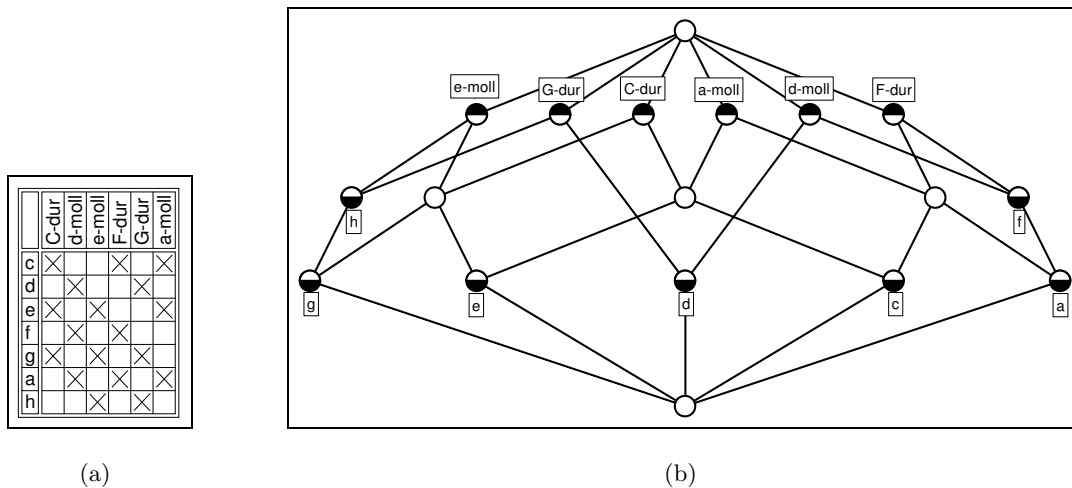 C-dur d-moll e-moll F-dur G-dur a-moll
c X X X
d X X
e X X X
f X X
g X X X
a X X X
h X X
(a)
e-moll G-dur C-dur a-moll d-moll F-dur
h f
g e d c a
(b)